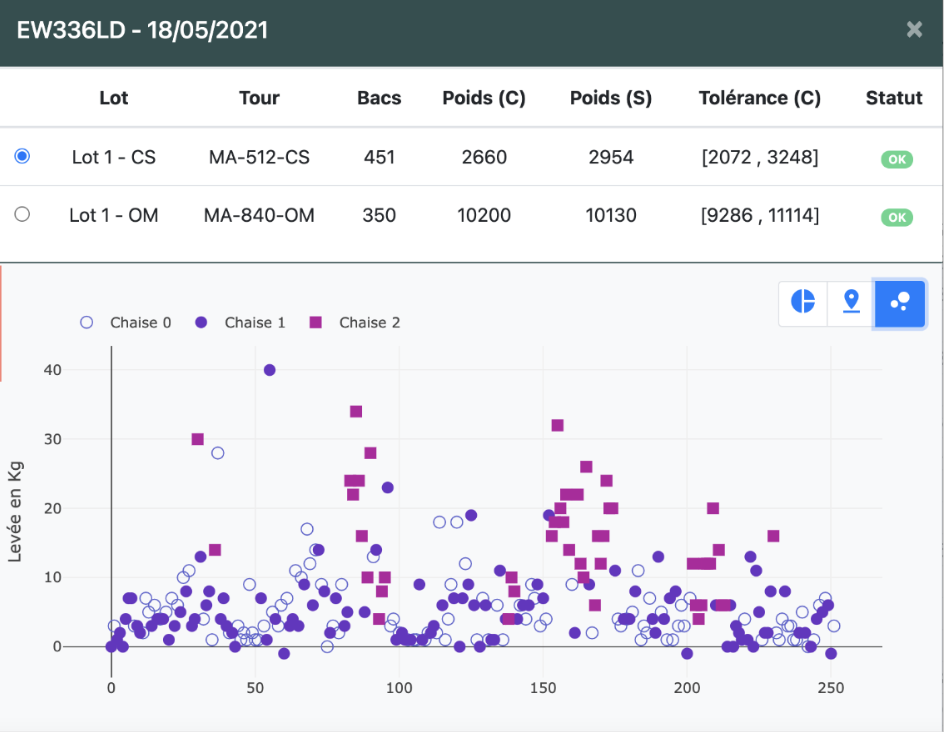 EW336LD - 18/05/2021 ×
Lot Tour Bacs Poids (C) Poids (S) Tolérance (C) Statut
Lot 1 - CS MA-512-CS 451 2660 2954 [2072 , 3248] OK
Lot 1 - OM MA-840-OM 350 10200 10130 [9286 , 11114] OK
Chaise 0 Chaise 1 Chaise 2
Levée en Kg
40
30
20
10
0
0 50 100 150 200 250